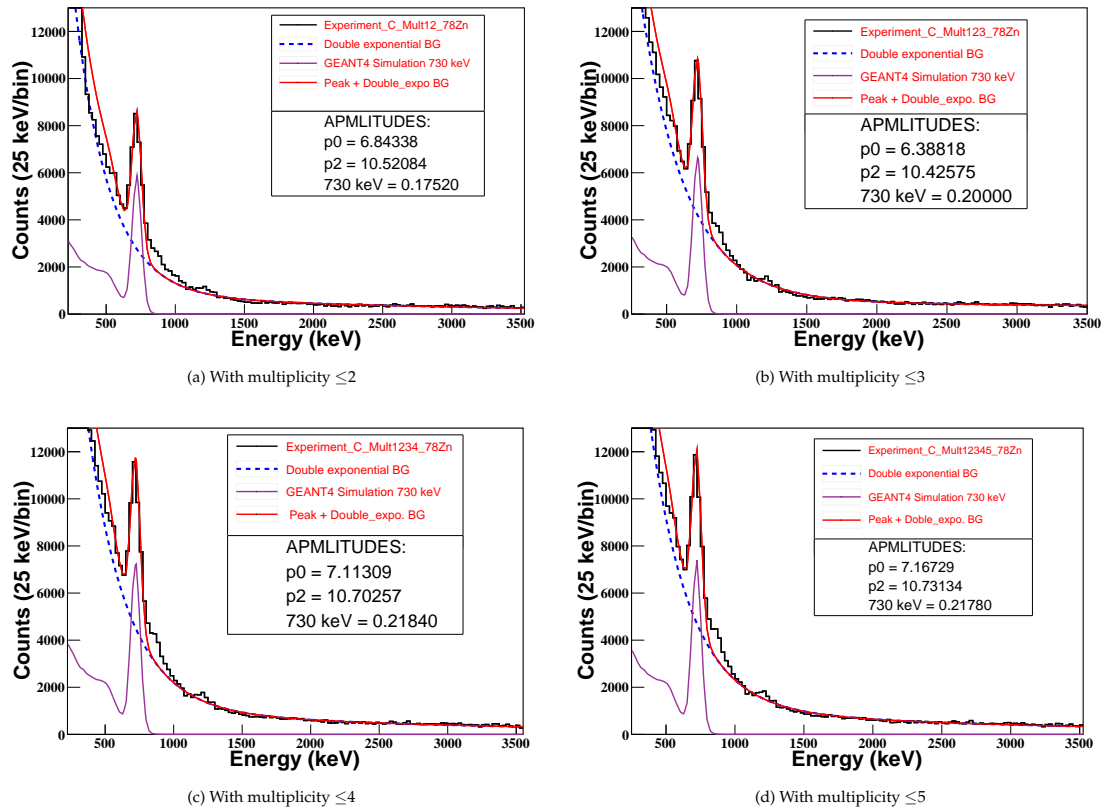 Experiment_C_Mult12_78Zn
Double exponential BG
GEANT4 Simulation 730 keV
Peak + Double_expo BG
APMLITUDES:
p0 = 6.84338
p2 = 10.52084
730 keV = 0.17520
Counts (25 keV/bin)
12000
10000
8000
6000
4000
2000
0
500 1000 1500 2000 2500 3000 3500
Energy (keV)
(a) With multiplicity ≤2
Experiment_C_Mult123_78Zn
Double exponential BG
GEANT4 Simulation 730 keV
Peak + Double_expo. BG
APMLITUDES:
p0 = 6.38818
p2 = 10.42575
730 keV = 0.20000
Counts (25 keV/bin)
12000
10000
8000
6000
4000
2000
0
500 1000 1500 2000 2500 3000 3500
Energy (keV)
(b) With multiplicity ≤3
Experiment_C_Mult1234_78Zn
Double exponential BG
GEANT4 Simulation 730 keV
Peak + Double_expo. BG
APMLITUDES:
p0 = 7.11309
p2 = 10.70257
730 keV = 0.21840
Counts (25 keV/bin)
12000
10000
8000
6000
4000
2000
0
500 1000 1500 2000 2500 3000 3500
Energy (keV)
(c) With multiplicity ≤4
Experiment_C_Mult12345_78Zn
Double exponential BG
GEANT4 Simulation 730 keV
Peak + Doble_expo. BG
APMLITUDES:
p0 = 7.16729
p2 = 10.73134
730 keV = 0.21780
Counts (25 keV/bin)
12000
10000
8000
6000
4000
2000
0
500 1000 1500 2000 2500 3000 3500
Energy (keV)
(d) With multiplicity ≤5